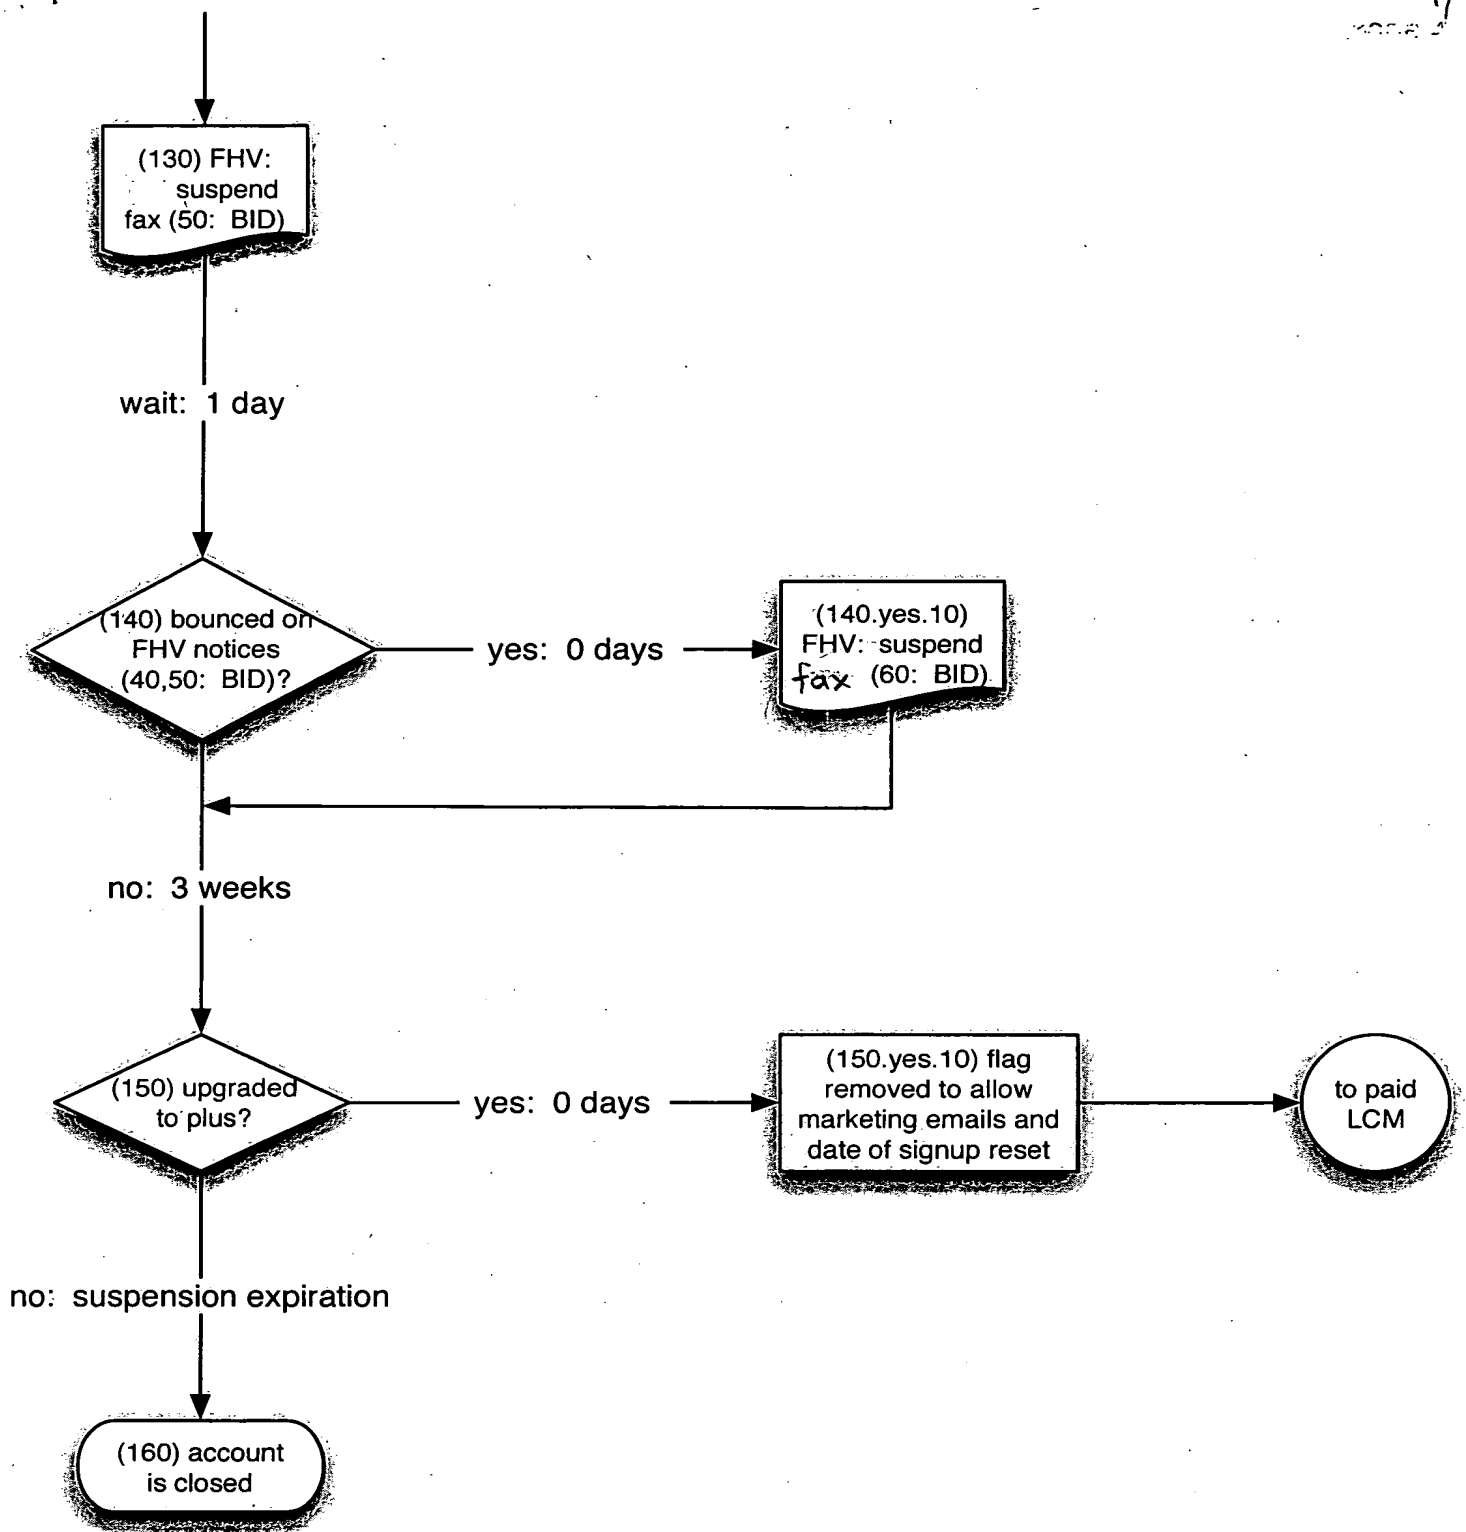 (130) FHV:
suspend
fax (50: BID)
wait: 1 day
(140) bounced on
FHV notices
(40,50: BID)?
yes: 0 days
(140.yes.10)
FHV: suspend
fax (60: BID)
no: 3 weeks
(150) upgraded
to plus?
yes: 0 days
(150.yes.10) flag
removed to allow
marketing emails and
date of signup reset
to paid
LCM
no: suspension expiration
(160) account
is closed